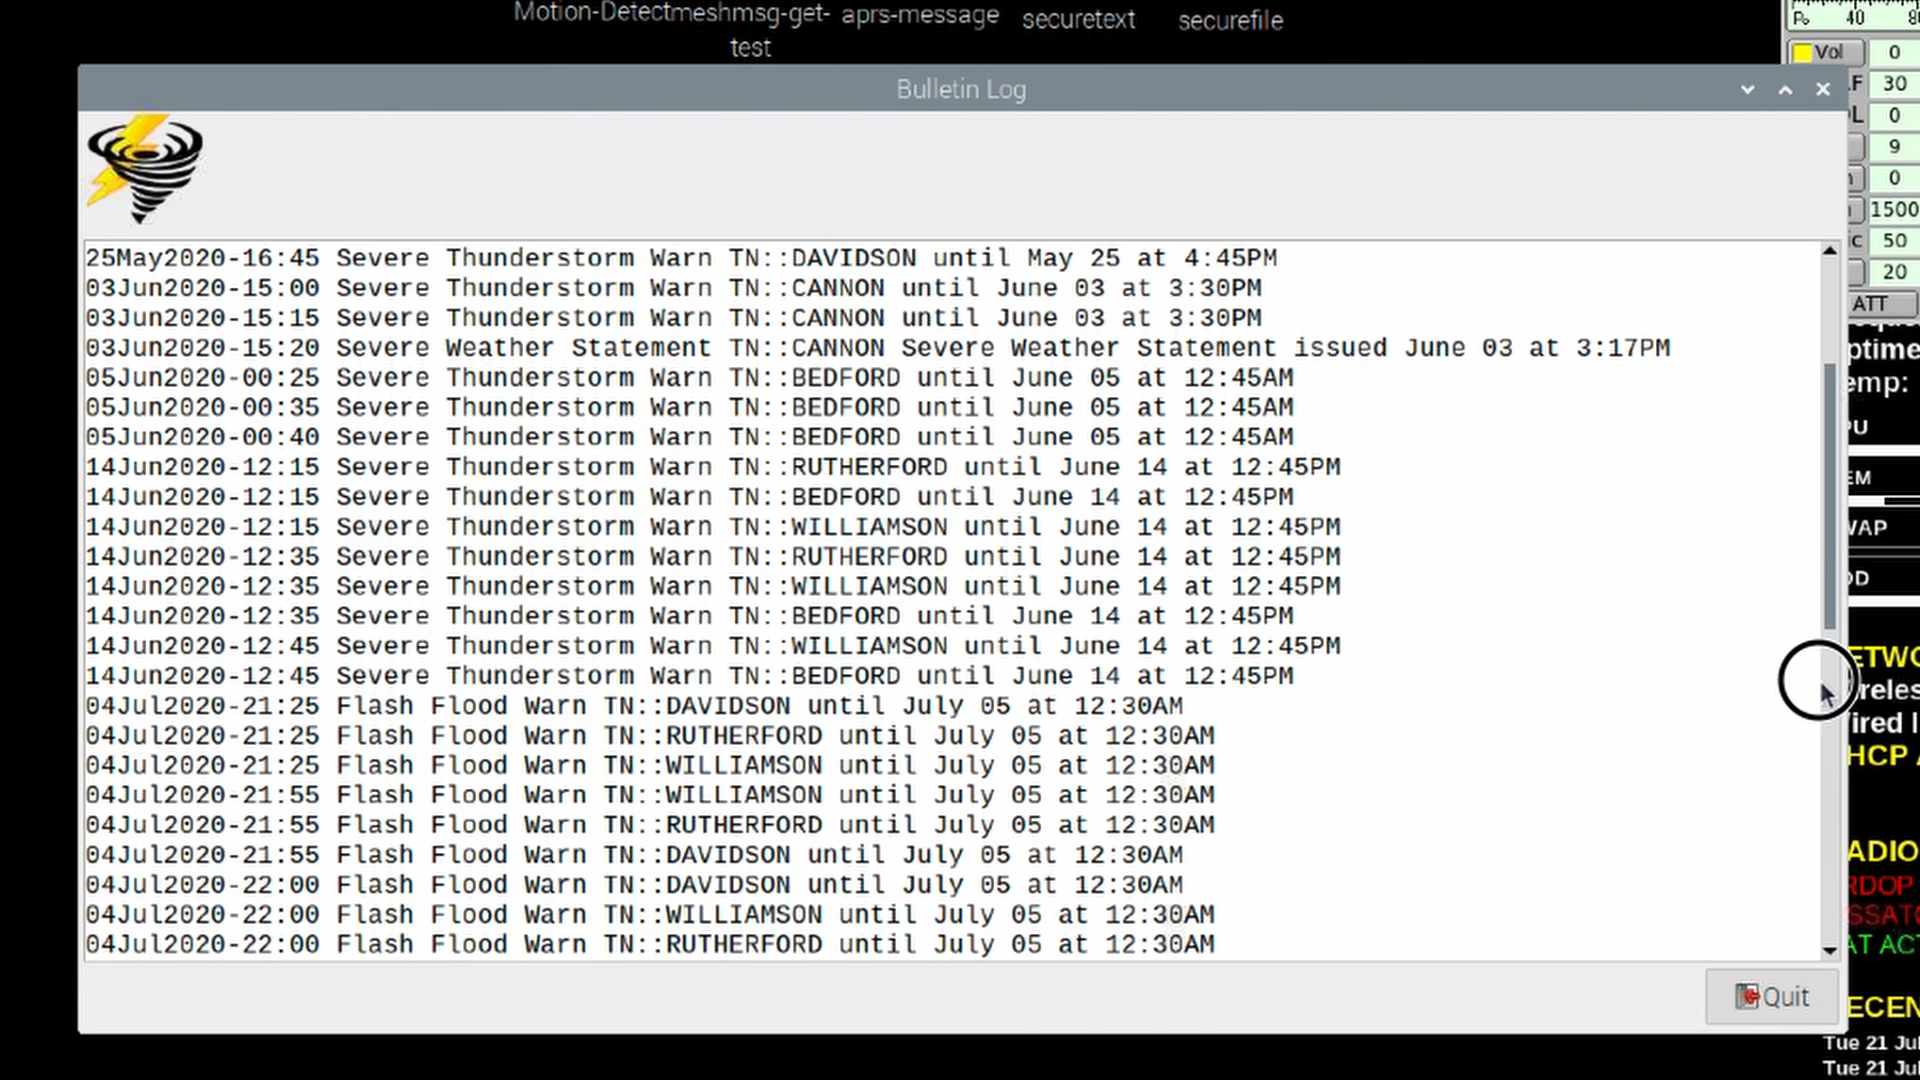 Motion-Detect meshmsg-get-test aprs-message securetext securefile
Bulletin Log
25May2020-16:45 Severe Thunderstorm Warn TN::DAVIDSON until May 25 at 4:45PM
03Jun2020-15:00 Severe Thunderstorm Warn TN::CANNON until June 03 at 3:30PM
03Jun2020-15:15 Severe Thunderstorm Warn TN::CANNON until June 03 at 3:30PM
03Jun2020-15:20 Severe Weather Statement TN::CANNON Severe Weather Statement issued June 03 at 3:17PM
05Jun2020-00:25 Severe Thunderstorm Warn TN::BEDFORD until June 05 at 12:45AM
05Jun2020-00:35 Severe Thunderstorm Warn TN::BEDFORD until June 05 at 12:45AM
05Jun2020-00:40 Severe Thunderstorm Warn TN::BEDFORD until June 05 at 12:45AM
14Jun2020-12:15 Severe Thunderstorm Warn TN::RUTHERFORD until June 14 at 12:45PM
14Jun2020-12:15 Severe Thunderstorm Warn TN::BEDFORD until June 14 at 12:45PM
14Jun2020-12:15 Severe Thunderstorm Warn TN::WILLIAMSON until June 14 at 12:45PM
14Jun2020-12:35 Severe Thunderstorm Warn TN::RUTHERFORD until June 14 at 12:45PM
14Jun2020-12:35 Severe Thunderstorm Warn TN::WILLIAMSON until June 14 at 12:45PM
14Jun2020-12:35 Severe Thunderstorm Warn TN::BEDFORD until June 14 at 12:45PM
14Jun2020-12:45 Severe Thunderstorm Warn TN::WILLIAMSON until June 14 at 12:45PM
14Jun2020-12:45 Severe Thunderstorm Warn TN::BEDFORD until June 14 at 12:45PM
04Jul2020-21:25 Flash Flood Warn TN::DAVIDSON until July 05 at 12:30AM
04Jul2020-21:25 Flash Flood Warn TN::RUTHERFORD until July 05 at 12:30AM
04Jul2020-21:25 Flash Flood Warn TN::WILLIAMSON until July 05 at 12:30AM
04Jul2020-21:55 Flash Flood Warn TN::WILLIAMSON until July 05 at 12:30AM
04Jul2020-21:55 Flash Flood Warn TN::RUTHERFORD until July 05 at 12:30AM
04Jul2020-21:55 Flash Flood Warn TN::DAVIDSON until July 05 at 12:30AM
04Jul2020-22:00 Flash Flood Warn TN::DAVIDSON until July 05 at 12:30AM
04Jul2020-22:00 Flash Flood Warn TN::WILLIAMSON until July 05 at 12:30AM
04Jul2020-22:00 Flash Flood Warn TN::RUTHERFORD until July 05 at 12:30AM
Quit
Po 40
Vol 0
30
0
9
0
1500
50
20
ATT
Tue 21 Jul
Tue 21 Jul